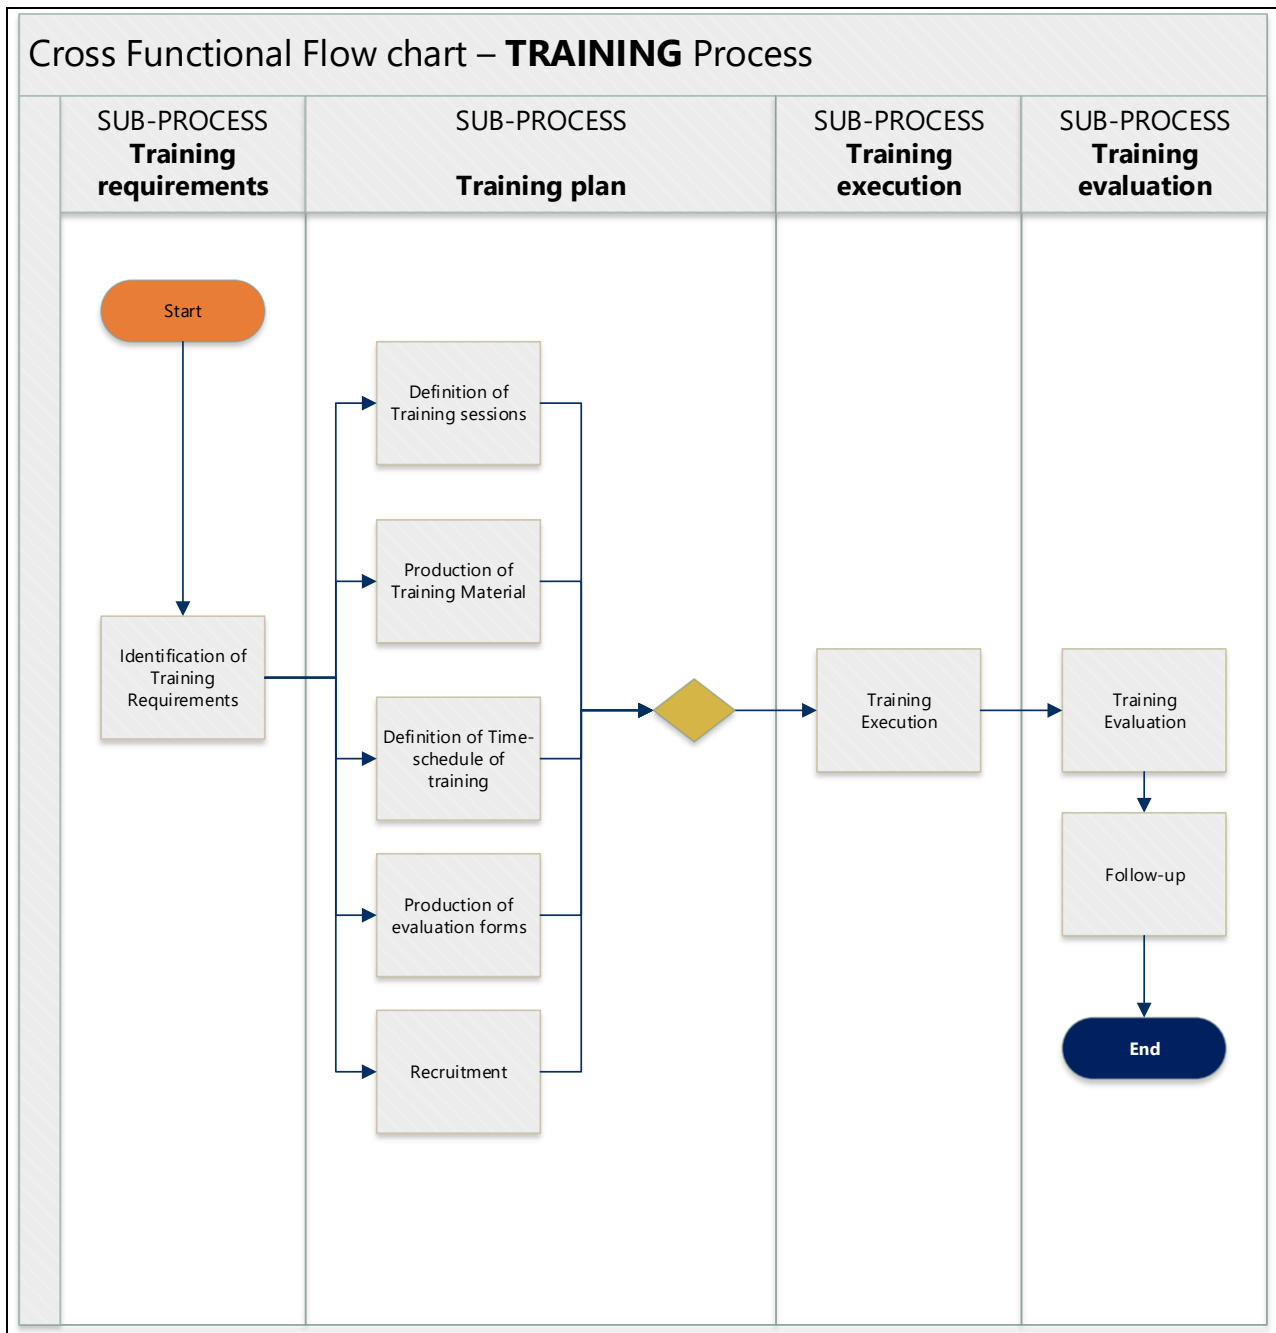 Cross Functional Flow chart – TRAINING Process
SUB-PROCESS
Training
requirements
SUB-PROCESS
Training plan
SUB-PROCESS
Training
execution
SUB-PROCESS
Training
evaluation
Start
Identification of
Training
Requirements
Definition of
Training sessions
Production of
Training Material
Definition of Time-
schedule of
training
Production of
evaluation forms
Recruitment
Training
Execution
Training
Evaluation
Follow-up
End